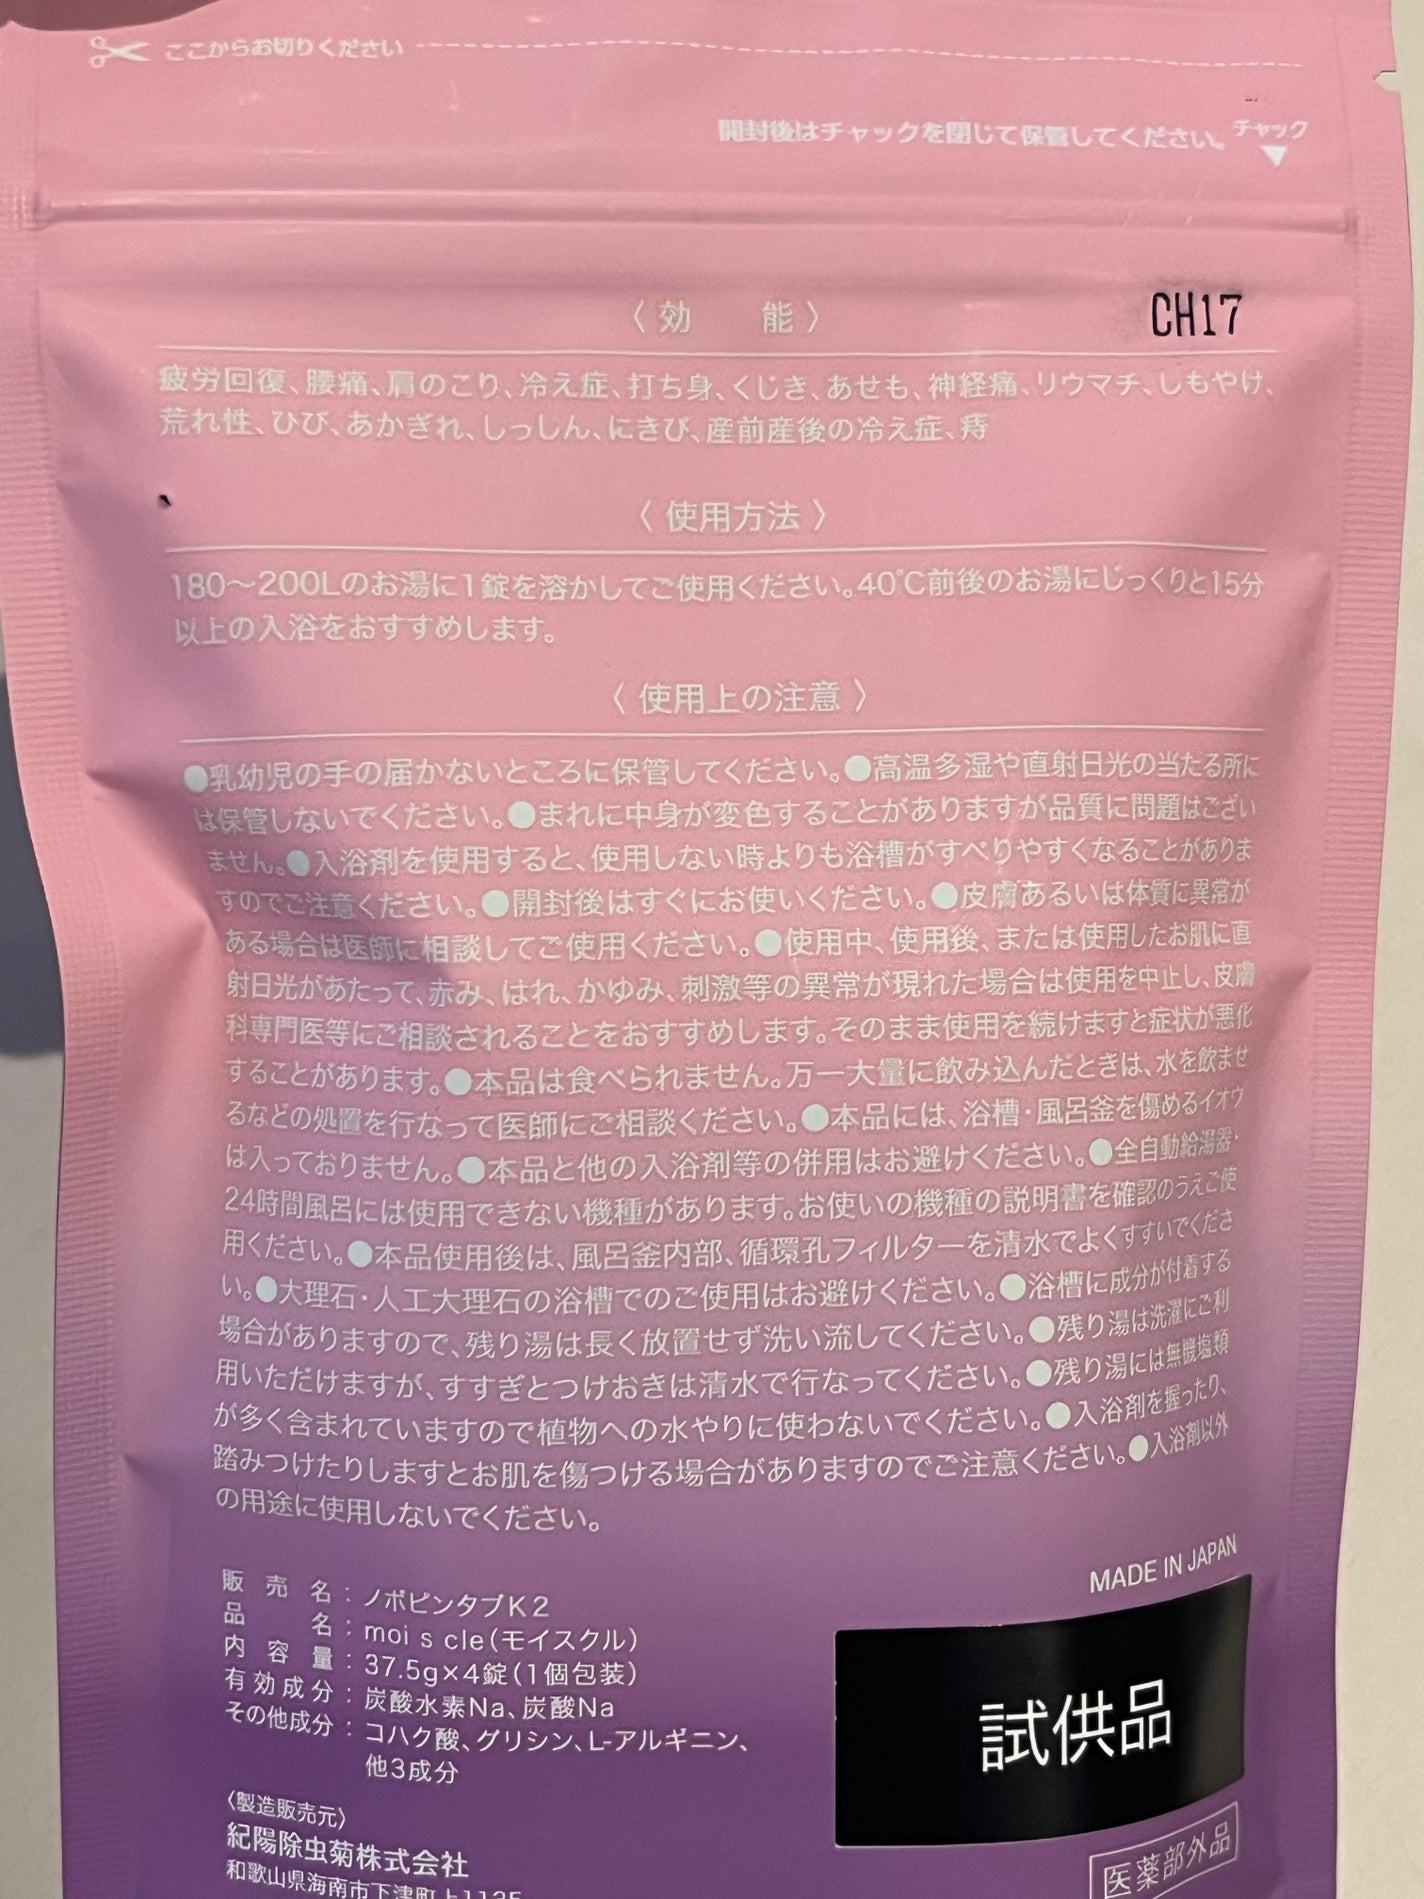 ここからお切りください
チャック
開封後はチャックを閉じて保管してください。
CH17
〈効　能〉
疲労回復、腰痛、肩のこり、冷え症、打ち身、くじき、あせも、神経痛、リウマチ、しもやけ、
荒れ性、ひび、あかぎれ、しっしん、にきび、産前産後の冷え症、痔
〈使用方法〉
180〜200Lのお湯に1錠を溶かしてご使用ください。40℃前後のお湯にじっくりと15分
以上の入浴をおすすめします。
〈使用上の注意〉
●乳幼児の手の届かないところに保管してください。●高温多湿や直射日光の当たる所に
は保管しないでください。●まれに中身が変色することがありますが品質に問題はござい
ません。●入浴剤を使用すると、使用しない時よりも浴槽がすべりやすくなることがありま
すのでご注意ください。●開封後はすぐにお使いください。●皮膚あるいは体質に異常が
ある場合は医師に相談してご使用ください。●使用中、使用後、または使用したお肌に直
射日光があたって、赤み、はれ、かゆみ、刺激等の異常が現れた場合は使用を中止し、皮膚
科専門医等にご相談されることをおすすめします。そのまま使用を続けますと症状が悪化
することがあります。●本品は食べられません。万一大量に飲み込んだときは、水を飲ませ
るなどの処置を行なって医師にご相談ください。●本品には、浴槽・風呂釜を傷めるイオウ
は入っておりません。●本品と他の入浴剤等の併用はお避けください。●全自動給湯器・
24時間風呂には使用できない機種があります。お使いの機種の説明書を確認のうえご使
用ください。●本品使用後は、風呂釜内部、循環孔フィルターを清水でよくすすいでくださ
い。●大理石・人工大理石の浴槽でのご使用はお避けください。●浴槽に成分が付着する
場合がありますので、残り湯は長く放置せず洗い流してください。●残り湯は洗濯にご利
用いただけますが、すすぎとつけおきは清水で行なってください。●残り湯には無機塩類
が多く含まれていますので植物への水やりに使わないでください。●入浴剤を握ったり、
踏みつけたりしますとお肌を傷つける場合がありますのでご注意ください。●入浴剤以外
の用途に使用しないでください。
MADE IN JAPAN
販売名：ノボピンタブK2
品名：moi s cle（モイスクル）
内容量：37.5g×4錠（1個包装）
有効成分：炭酸水素Na、炭酸Na
その他成分：コハク酸、グリシン、L-アルギニン、
他3成分
試供品
〈製造販売元〉
紀陽除虫菊株式会社
和歌山県海南市下津町上1125
医薬部外品